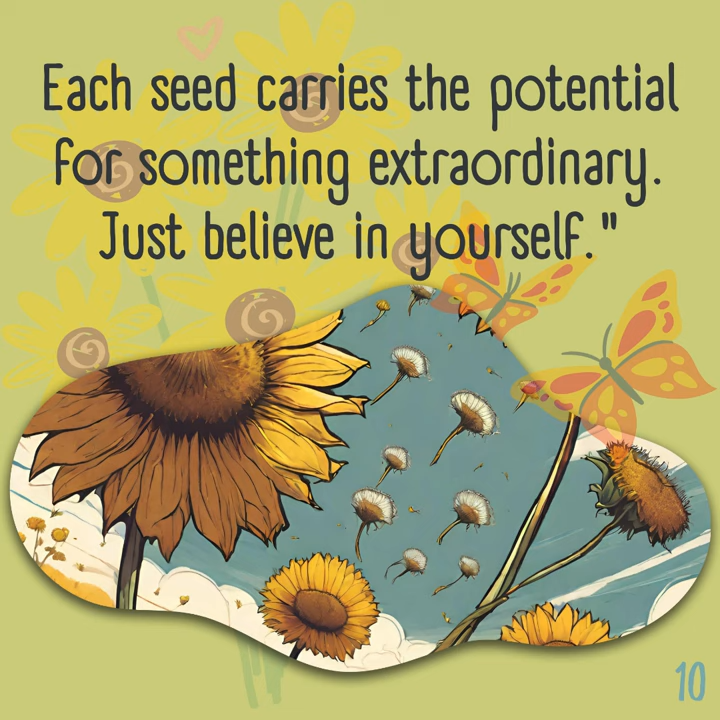 Each seed carries the potential
for something extraordinary.
Just believe in yourself."
10